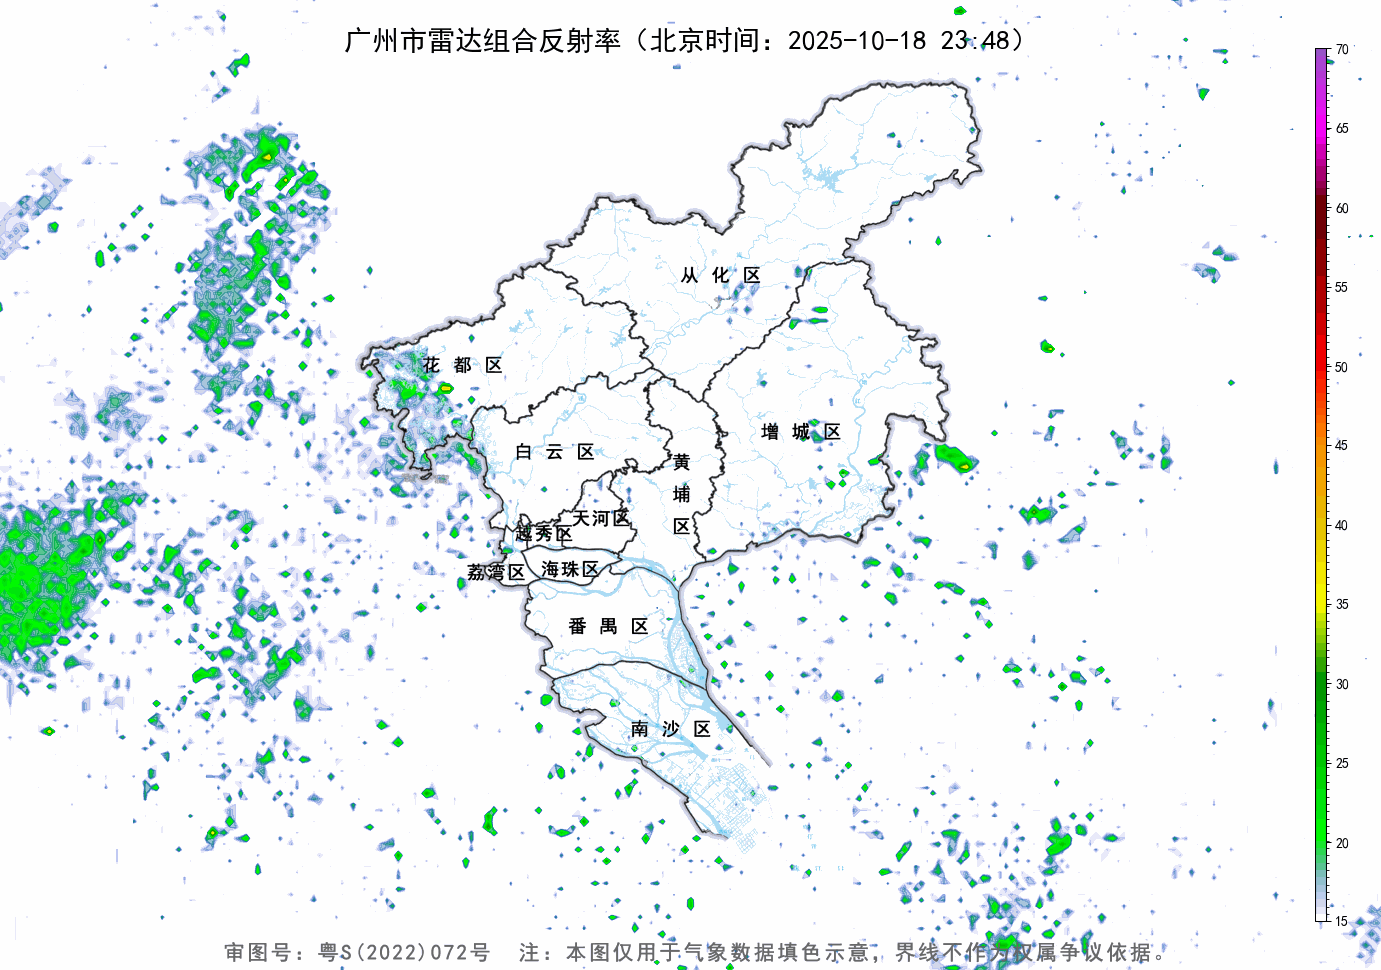 广州市雷达组合反射率（北京时间：2025-10-18 23:48）
70
65
60
55
50
45
40
35
30
25
20
15
从化区
花都区
增城区
白云区
黄埔区
天河区
越秀区
荔湾区
海珠区
番禺区
南沙区
审图号：粤S(2022)072号 注：本图仅用于气象数据填色示意，界线不作为权属争议依据。